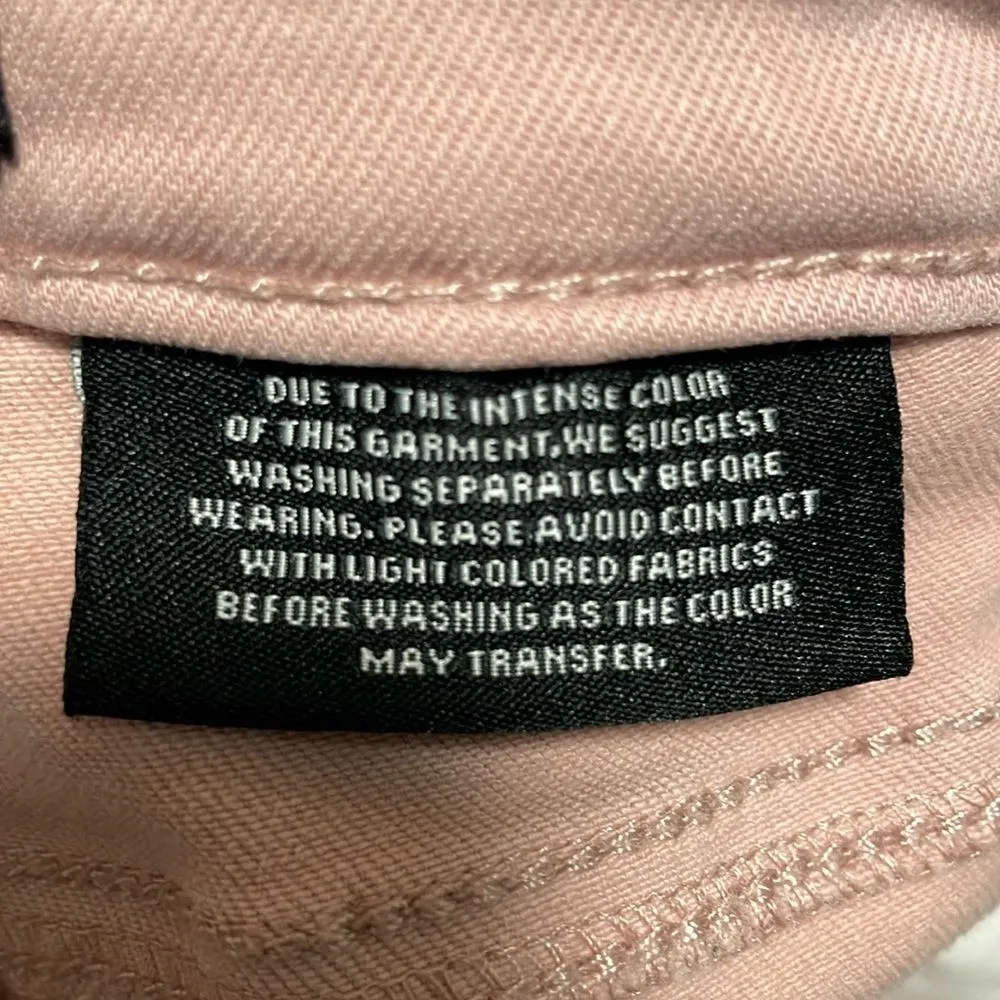 DUE TO THE INTENSE COLOR
OF THIS GARMENT, WE SUGGEST
WASHING SEPARATELY BEFORE
WEARING. PLEASE AVOID CONTACT
WITH LIGHT COLORED FABRICS
BEFORE WASHING AS THE COLOR
MAY TRANSFER.